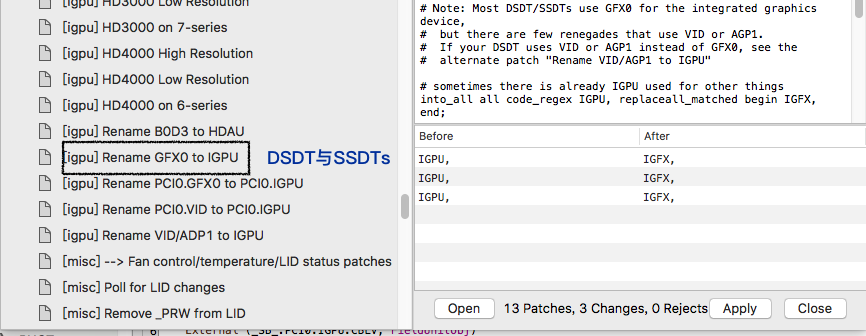 [igpu] HD3000 Low Resolution
[igpu] HD3000 on 7-series
[igpu] HD4000 High Resolution
[igpu] HD4000 Low Resolution
[igpu] HD4000 on 6-series
[igpu] Rename B0D3 to HDAU
[igpu] Rename GFX0 to IGPU
DSDT与SSDTs
[igpu] Rename PCI0.GFX0 to PCI0.IGPU
[igpu] Rename PCI0.VID to PCI0.IGPU
[igpu] Rename VID/ADP1 to IGPU
[misc] --> Fan control/temperature/LID status patches
[misc] Poll for LID changes
[misc] Remove _PRW from LID
# Note: Most DSDT/SSDTs use GFX0 for the integrated graphics
device,
#  but there are few renegades that use VID or AGP1.
#  If your DSDT uses VID or AGP1 instead of GFX0, see the
#  alternate patch "Rename VID/AGP1 to IGPU"
# sometimes there is already IGPU used for other things
into_all all code_regex IGPU, replaceall_matched begin IGFX,
end;
Before After
IGPU, IGFX,
IGPU, IGFX,
IGPU, IGFX,
Open 13 Patches, 3 Changes, 0 Rejects Apply Close
External (_SB_.PCI0.IGPU.CBLV, FieldUnitObj)